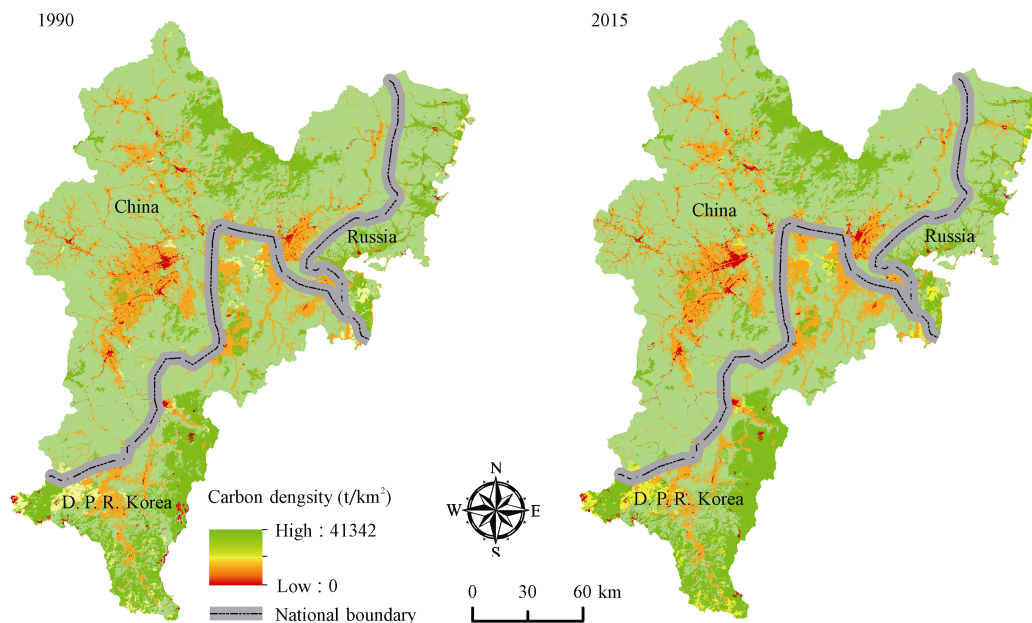 1990
2015
China
Russia
D. P. R. Korea
China
Russia
D. P. R. Korea
Carbon dengsity (t/km²)
High : 41342
Low : 0
National boundary
N
W E
S
0 30 60 km